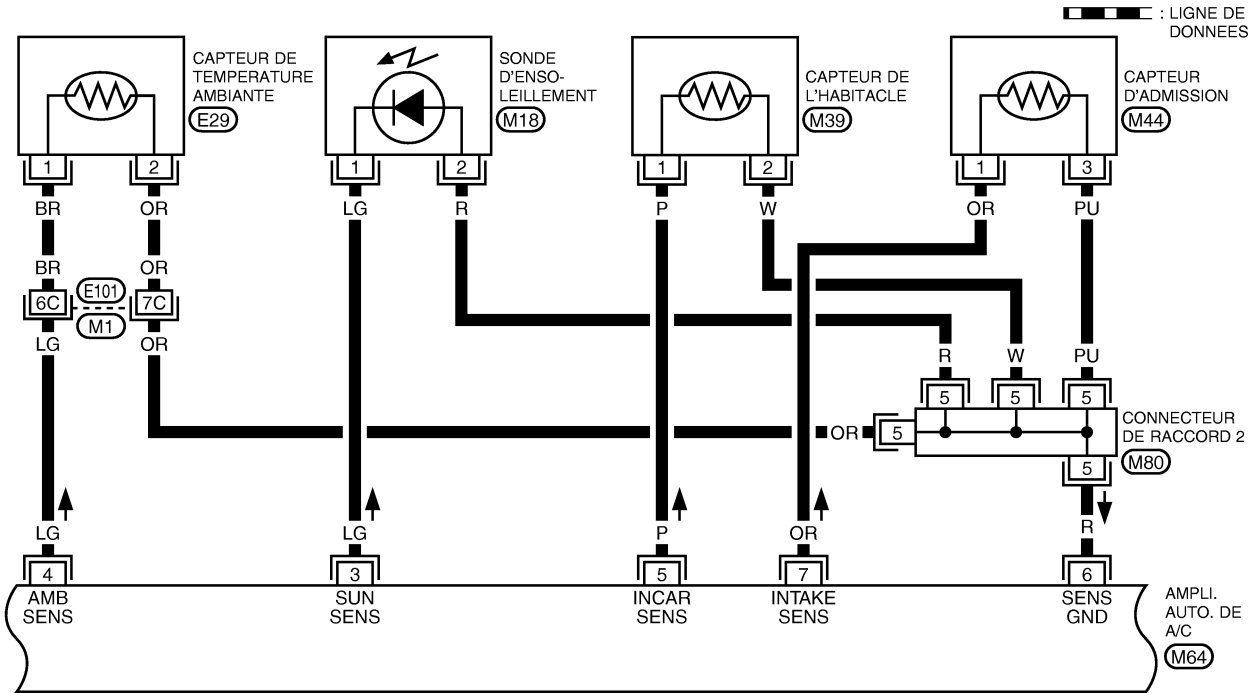 : LIGNE DE
DONNEES
CAPTEUR DE
TEMPERATURE
AMBIANTE
E29
SONDE
D'ENSO-
LEILLEMENT
M18
CAPTEUR DE
L'HABITACLE
M39
CAPTEUR
D'ADMISSION
M44
1 2 1 2 1 2 1 3
BR OR LG R P W OR PU
BR OR
6C E101 7C
M1
LG OR
R W PU
5 5 5
OR 5
CONNECTEUR
DE RACCORD 2
M80
5
LG LG P OR R
4 3 5 7 6
AMB
SENS
SUN
SENS
INCAR
SENS
INTAKE
SENS
SENS
GND
AMPLI.
AUTO. DE
A/C
M64